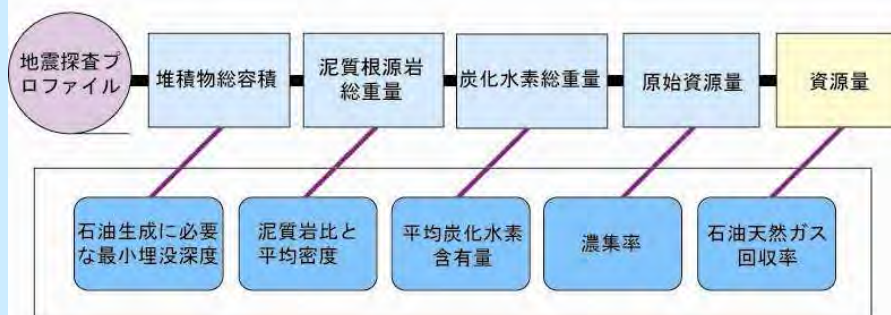 地震探査プ
ロファイル
堆積物総容積
泥質根源岩
総重量
炭化水素総重量
原始資源量
資源量
石油生成に必要
な最小埋没深度
泥質岩比と
平均密度
平均炭化水素
含有量
濃集率
石油天然ガス
回収率